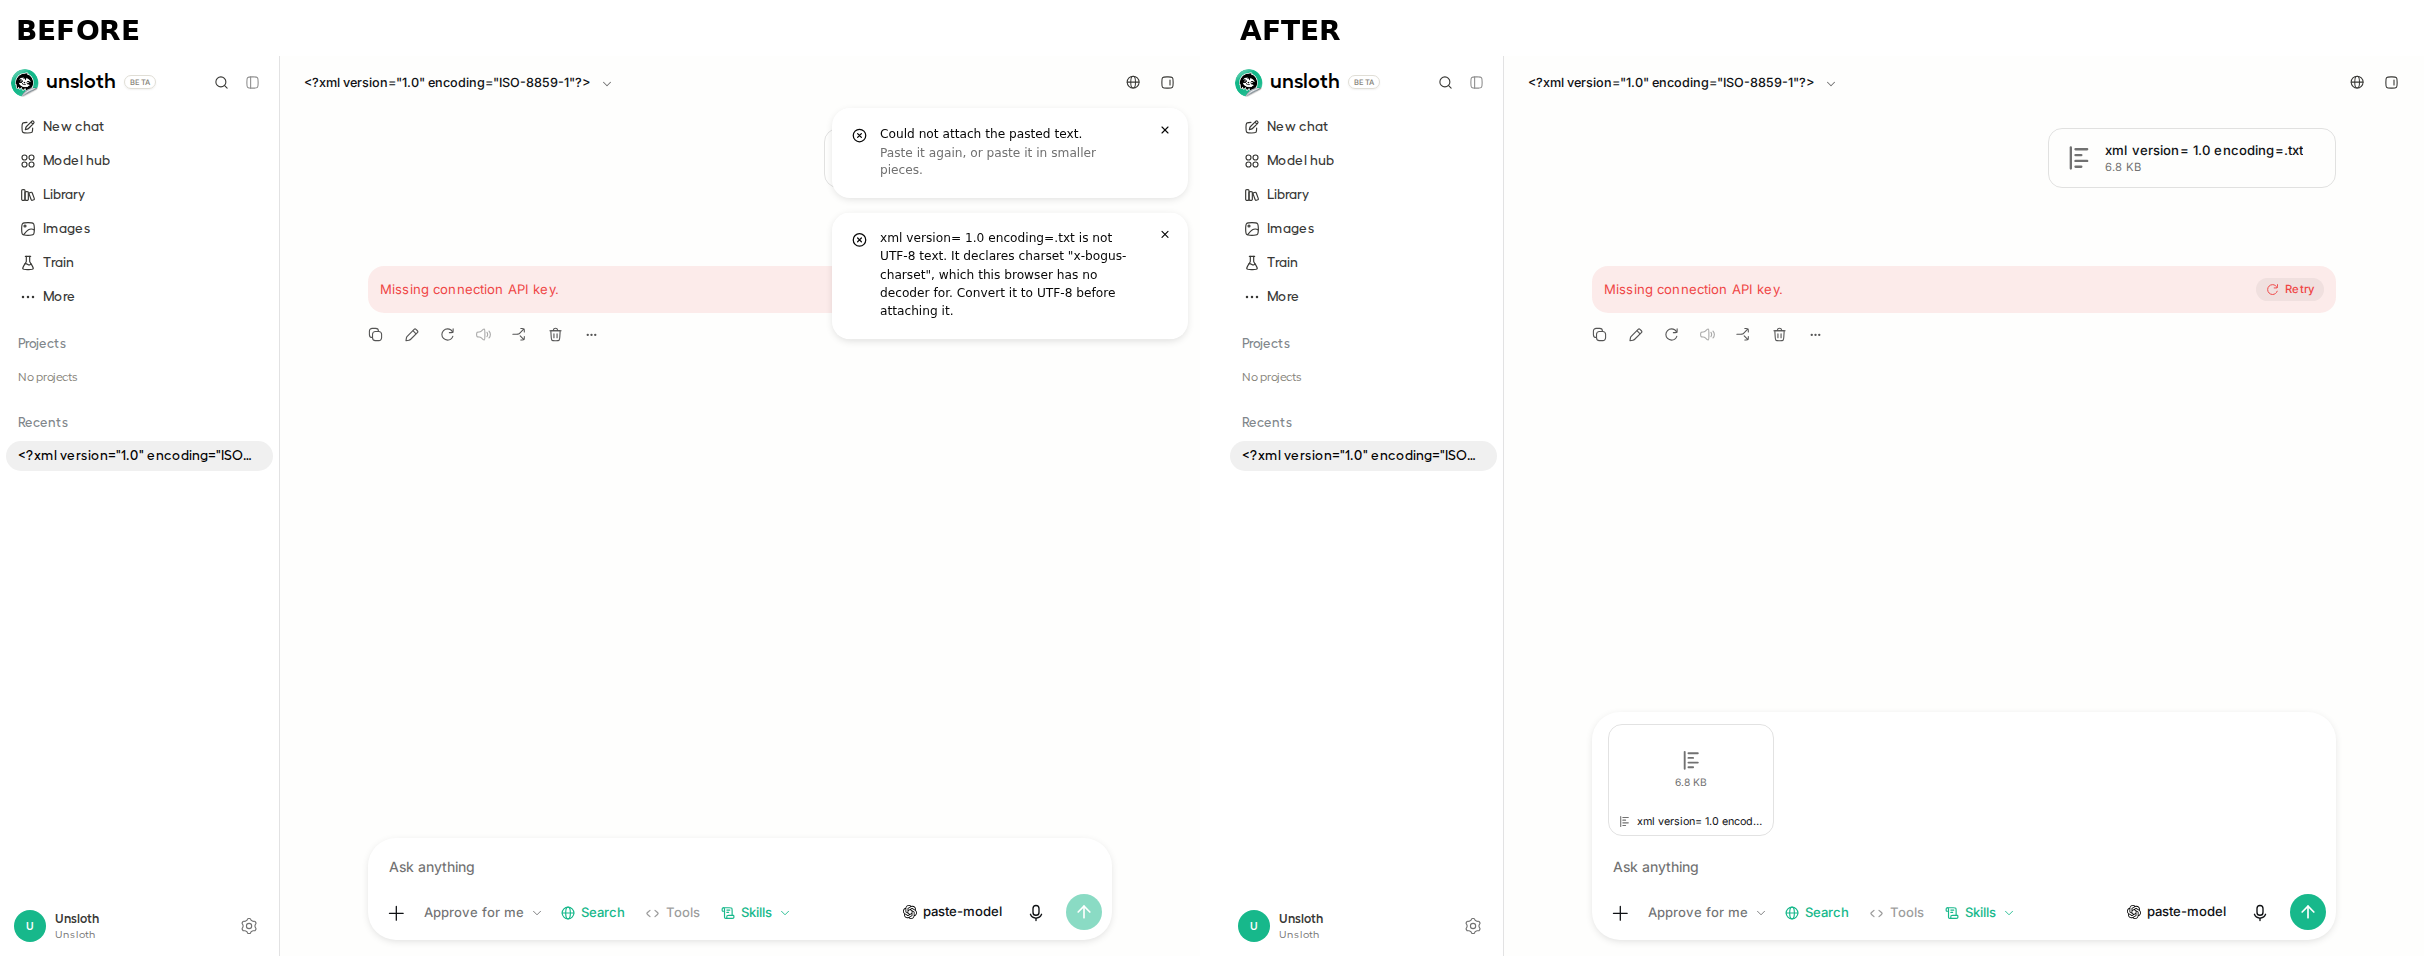 BEFORE
unsloth BETA
<?xml version="1.0" encoding="ISO-8859-1"?>
New chat
Model hub
Library
Images
Train
More
Projects
No projects
Recents
<?xml version="1.0" encoding="ISO...
Unsloth
Unsloth
U
Could not attach the pasted text.
Paste it again, or paste it in smaller
pieces.
xml version= 1.0 encoding=.txt is not
UTF-8 text. It declares charset "x-bogus-
charset", which this browser has no
decoder for. Convert it to UTF-8 before
attaching it.
Missing connection API key.
Ask anything
Approve for me
Search
Tools
Skills
paste-model
AFTER
unsloth BETA
<?xml version="1.0" encoding="ISO-8859-1"?>
New chat
Model hub
Library
Images
Train
More
Projects
No projects
Recents
<?xml version="1.0" encoding="ISO...
Unsloth
Unsloth
U
xml version= 1.0 encoding=.txt
6.8 KB
Missing connection API key.
Retry
6.8 KB
xml version= 1.0 encod...
Ask anything
Approve for me
Search
Tools
Skills
paste-model